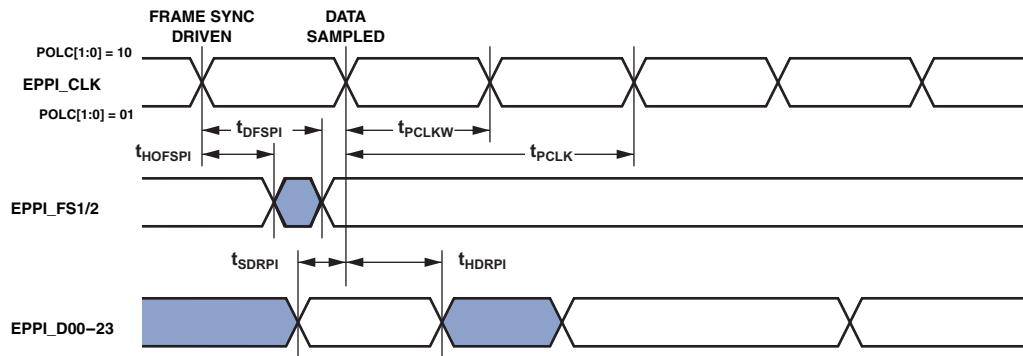 FRAME SYNC
DRIVEN
DATA
SAMPLED
POLC[1:0] = 10
EPPI_CLK
POLC[1:0] = 01
tDFSPI
tPCLKW
tHOFSPI
tPCLK
EPPI_FS1/2
tSDRPI
tHDRPI
EPPI_D00–23